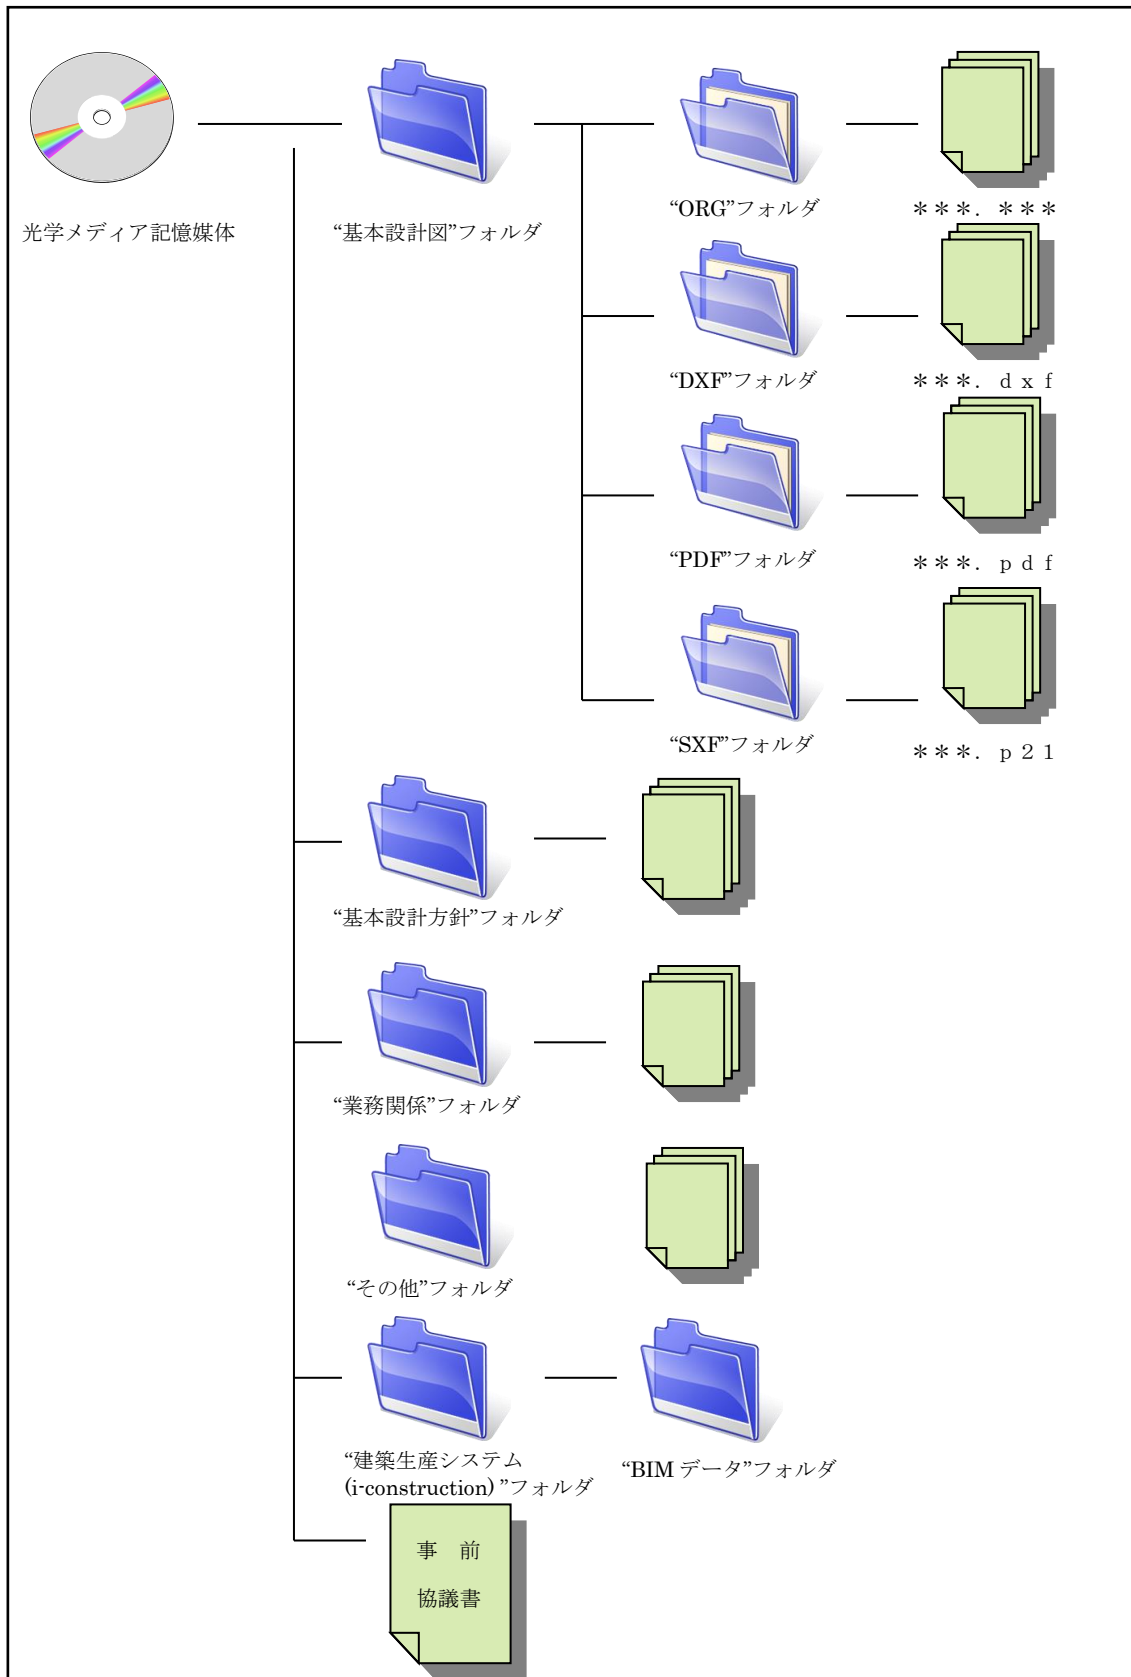 “ORG”フォルダ
***. ***
光学メディア記憶媒体
“基本設計図”フォルダ
“DXF”フォルダ
***. dxf
“PDF”フォルダ
***. pdf
“SXF”フォルダ
***. p21
“基本設計方針”フォルダ
“業務関係”フォルダ
“その他”フォルダ
“建築生産システム
(i-construction) ”フォルダ
“BIM データ”フォルダ
事 前
協議書